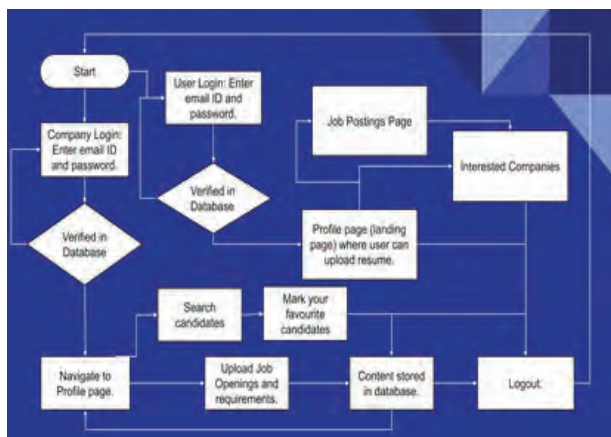 Start
User Login: Enter
email ID and
password.
Company Login:
Enter email ID
and password.
Job Postings Page
Interested Companies
Verified in
Database
Verified in
Database
Profile page (landing
page) where user can
upload resume.
Search
candidates
Mark your
favourite
candidates
Navigate to
Profile page.
Upload Job
Openings and
requirements.
Content stored
in database.
Logout.